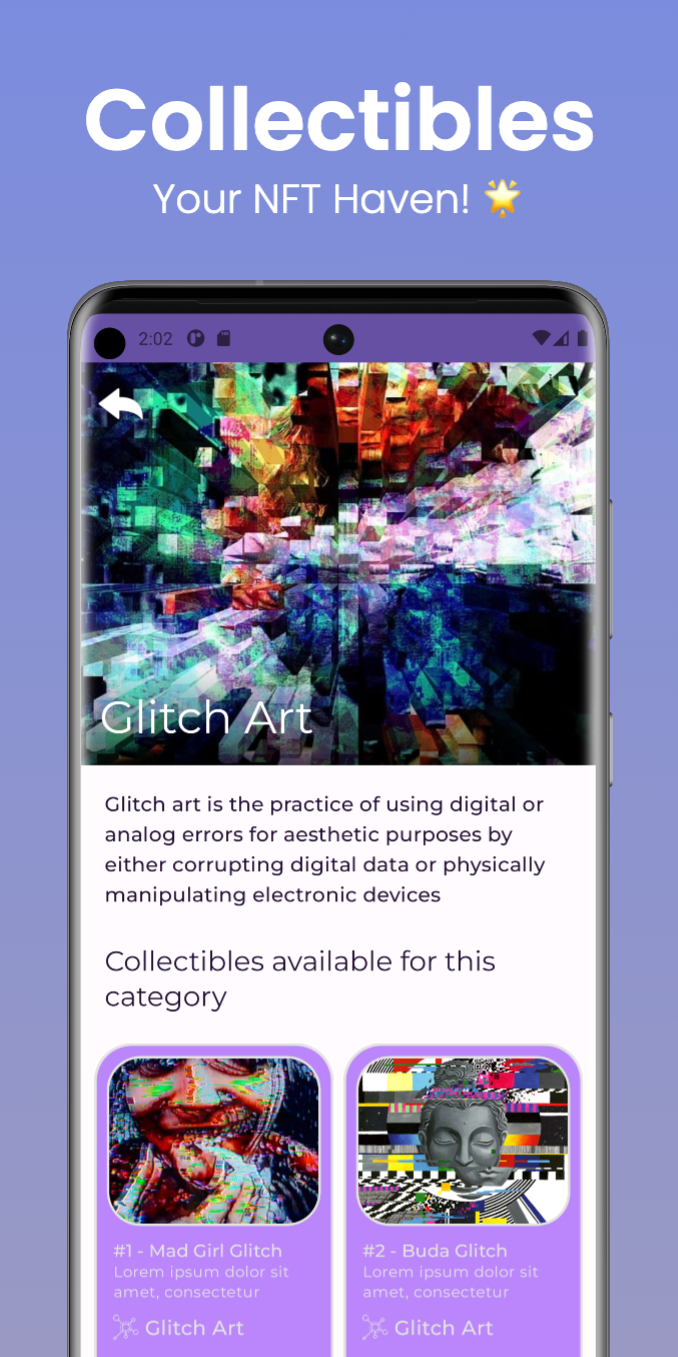 Collectibles
Your NFT Haven! 🌟
2:02
Glitch Art
Glitch art is the practice of using digital or
analog errors for aesthetic purposes by
either corrupting digital data or physically
manipulating electronic devices
Collectibles available for this
category
#1 - Mad Girl Glitch
Lorem ipsum dolor sit
amet, consectetur
Glitch Art
#2 - Buda Glitch
Lorem ipsum dolor sit
amet, consectetur
Glitch Art